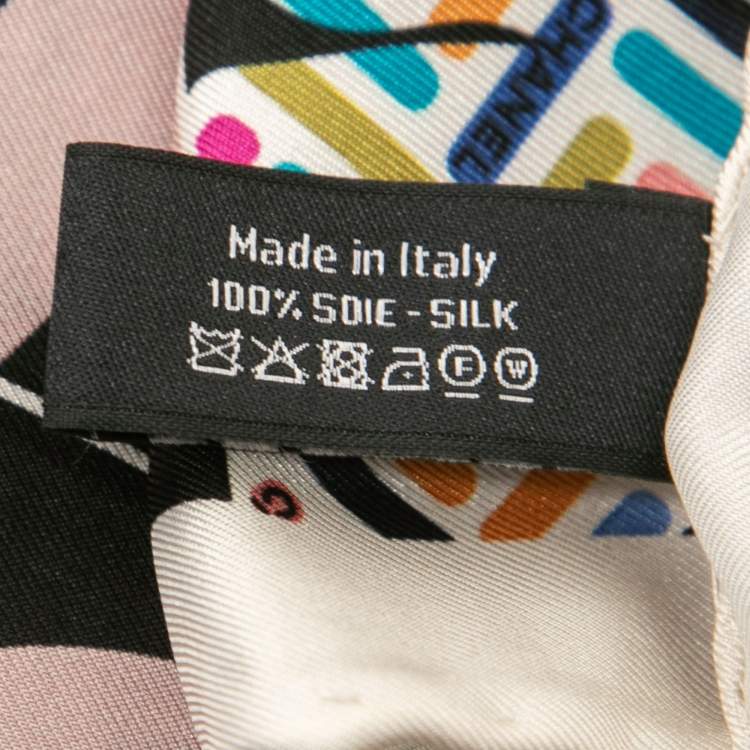 CHANEL
Made in Italy
100% SOIE - SILK
F W
G